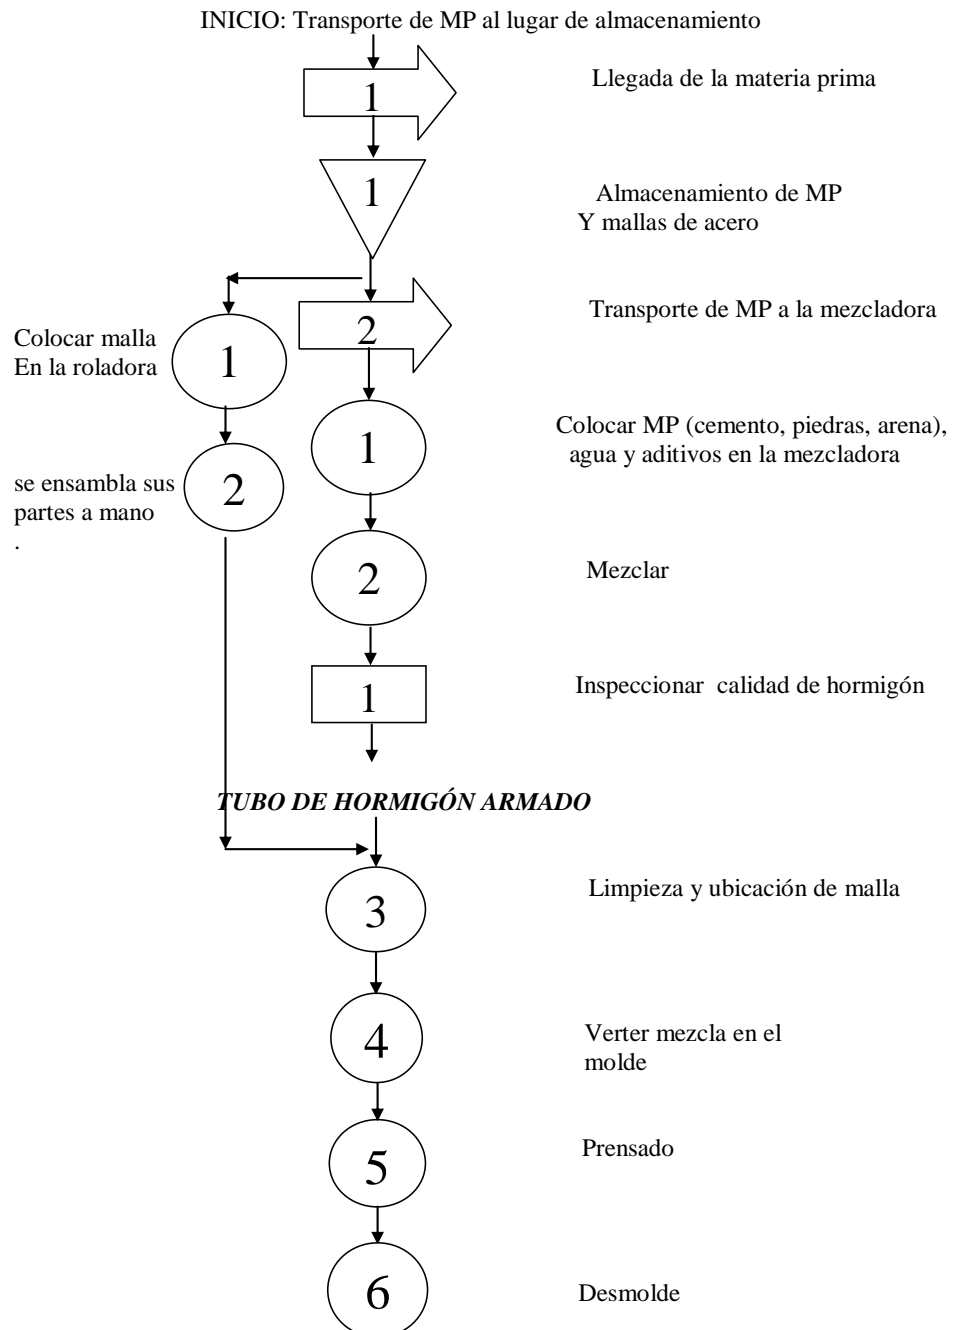 INICIO: Transporte de MP al lugar de almacenamiento
1
Llegada de la materia prima
1
Almacenamiento de MP
Y mallas de acero
2
Transporte de MP a la mezcladora
Colocar malla
En la roladora
1
1
Colocar MP (cemento, piedras, arena),
agua y aditivos en la mezcladora
se ensambla sus
partes a mano
.
2
2
Mezclar
1
Inspeccionar calidad de hormigón
TUBO DE HORMIGÓN ARMADO
3
Limpieza y ubicación de malla
4
Verter mezcla en el
molde
5
Prensado
6
Desmolde